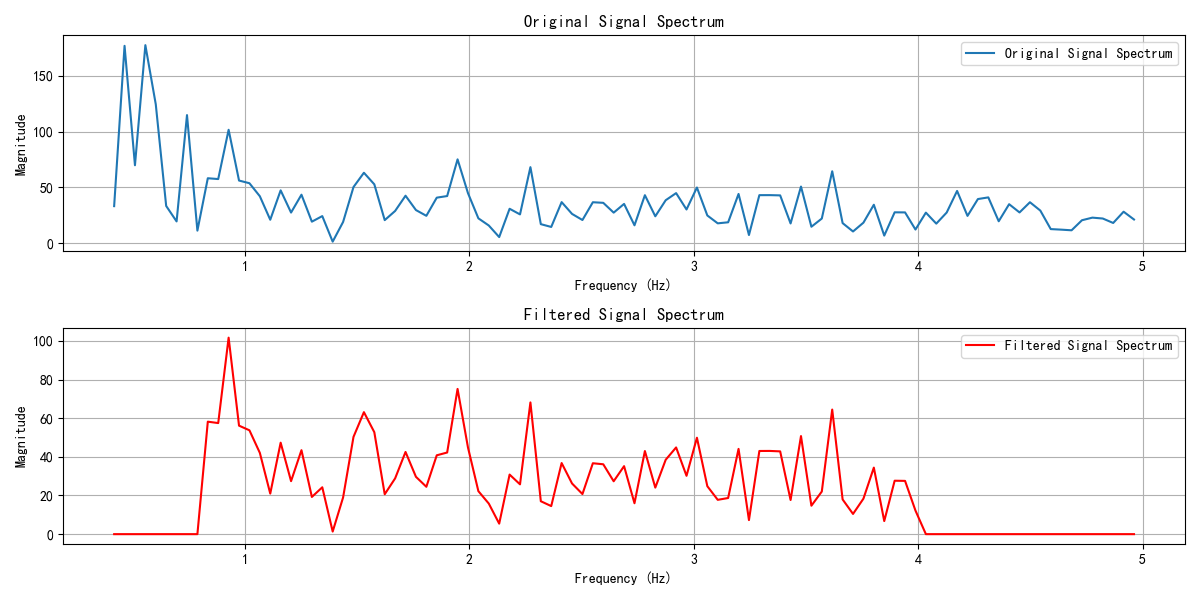 Original Signal Spectrum
Original Signal Spectrum
Magnitude
150
100
50
0
1 2 3 4 5
Frequency (Hz)
Filtered Signal Spectrum
Filtered Signal Spectrum
Magnitude
100
80
60
40
20
0
1 2 3 4 5
Frequency (Hz)